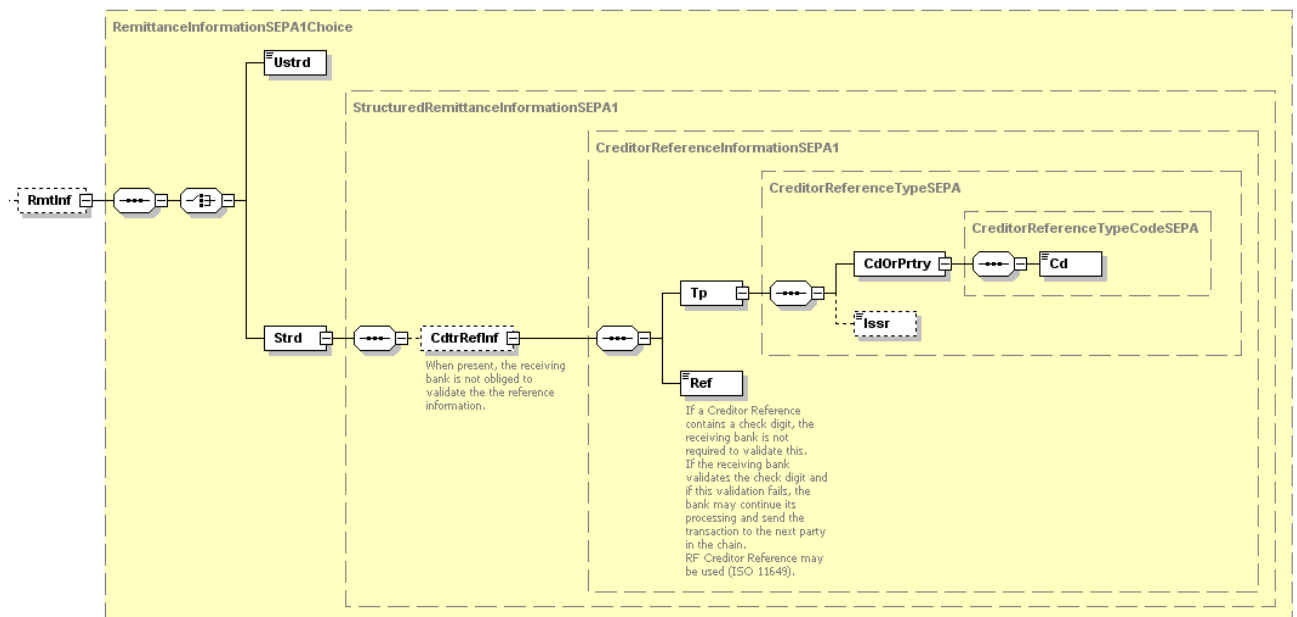 RemittanceInformationSEPA1Choice
Ustrd
StructuredRemittanceInformationSEPA1
CreditorReferenceInformationSEPA1
CreditorReferenceTypeSEPA
CreditorReferenceTypeCodeSEPA
RmtInf
CdOrPrtry
Cd
Tp
Issr
Strd
CdtrRefInf
When present, the receiving
bank is not obliged to
validate the the reference
information.
Ref
If a Creditor Reference
contains a check digit, the
receiving bank is not
required to validate this.
If the receiving bank
validates the check digit and
if this validation fails, the
bank may continue its
processing and send the
transaction to the next party
in the chain.
RF Creditor Reference may
be used (ISO 11649).